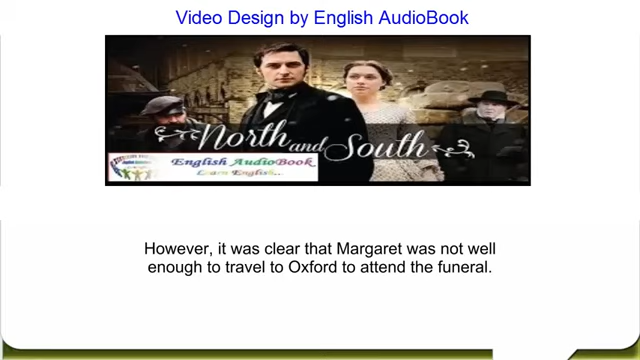 Video Design by English AudioBook
North and South
English AudioBook
Learn English...
However, it was clear that Margaret was not well
enough to travel to Oxford to attend the funeral.